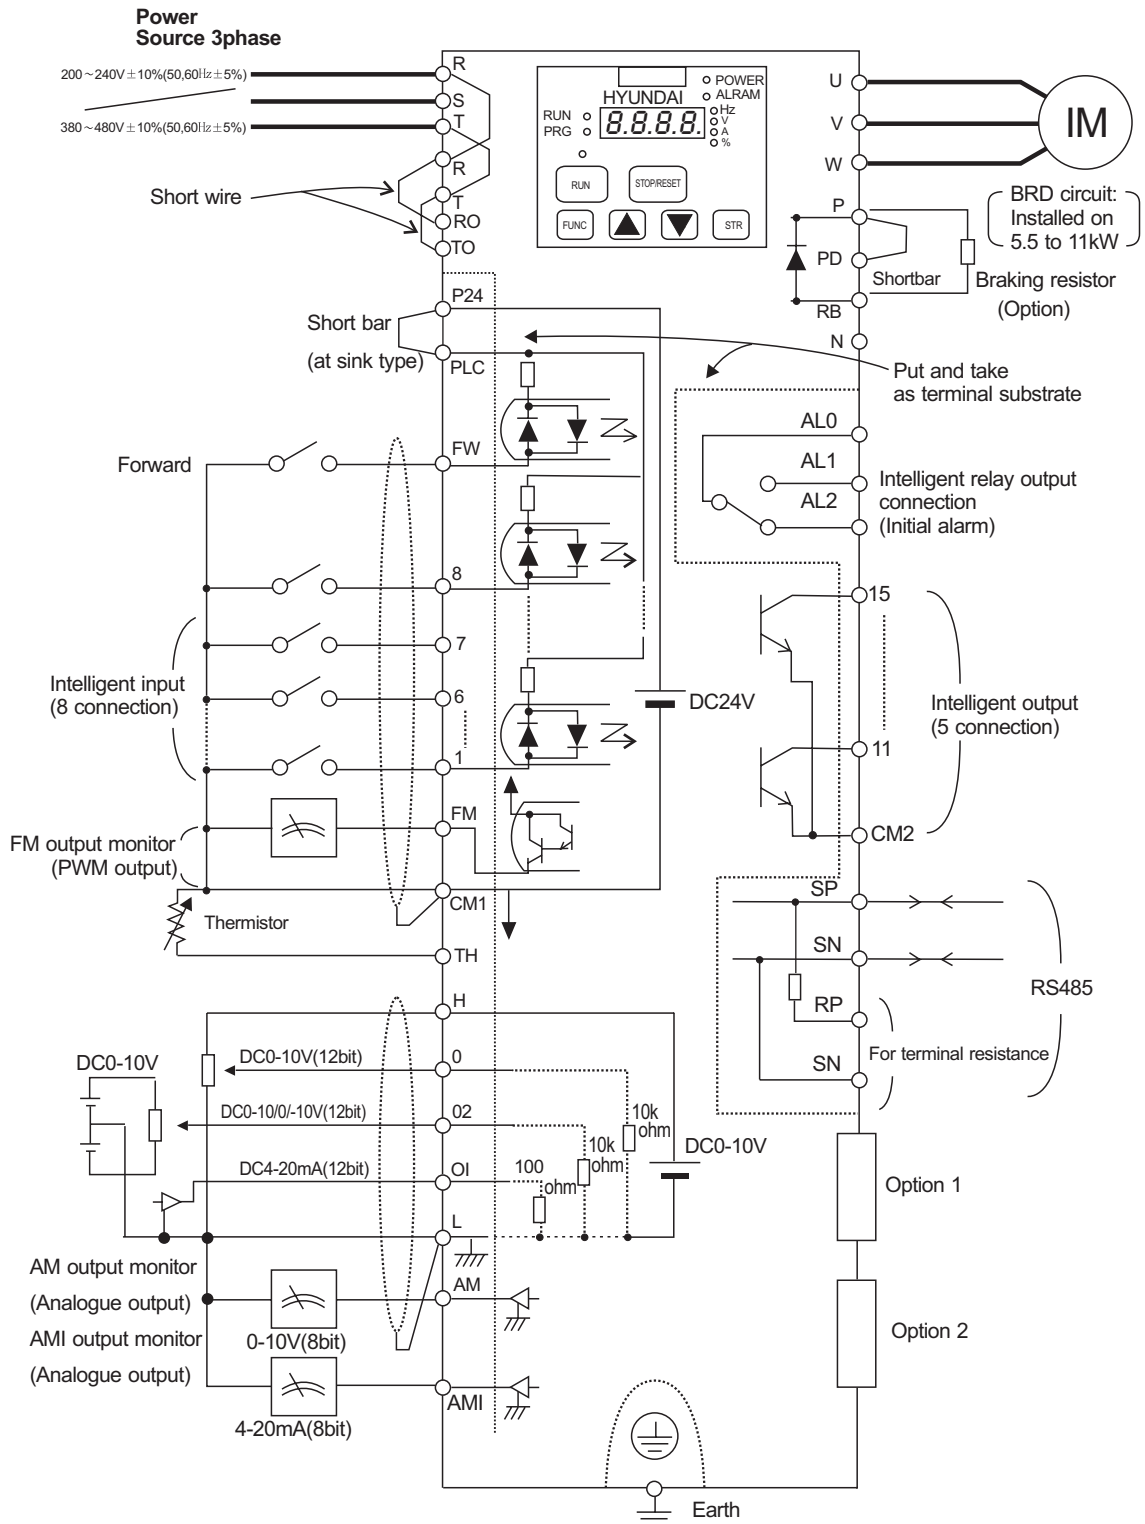 Power
Source 3phase
200~240V±10%(50,60Hz±5%)
380~480V±10%(50,60Hz±5%)
R
S
T
R
T
RO
TO
Short wire
HYUNDAI
POWER
ALRAM
RUN
PRG
8.8.8.8.
Hz
V
A
%
RUN
STOP/RESET
FUNC
STR
U
V
W
IM
P
PD
RB
N
Shortbar
BRD circuit:
Installed on
5.5 to 11kW
Braking resistor
(Option)
Put and take
as terminal substrate
P24
Short bar
(at sink type)
PLC
Forward
FW
8
7
6
1
Intelligent input
(8 connection)
DC24V
FM
FM output monitor
(PWM output)
CM1
Thermistor
TH
AL0
AL1
AL2
Intelligent relay output
connection
(Initial alarm)
15
11
CM2
Intelligent output
(5 connection)
SP
SN
RP
SN
RS485
For terminal resistance
H
DC0-10V
DC0-10V(12bit)
0
DC0-10/0/-10V(12bit)
02
DC4-20mA(12bit)
OI
L
100
ohm
10k
ohm
10k
ohm
DC0-10V
Option 1
Option 2
AM output monitor
(Analogue output)
AM
0-10V(8bit)
AMI output monitor
(Analogue output)
AMI
4-20mA(8bit)
Earth